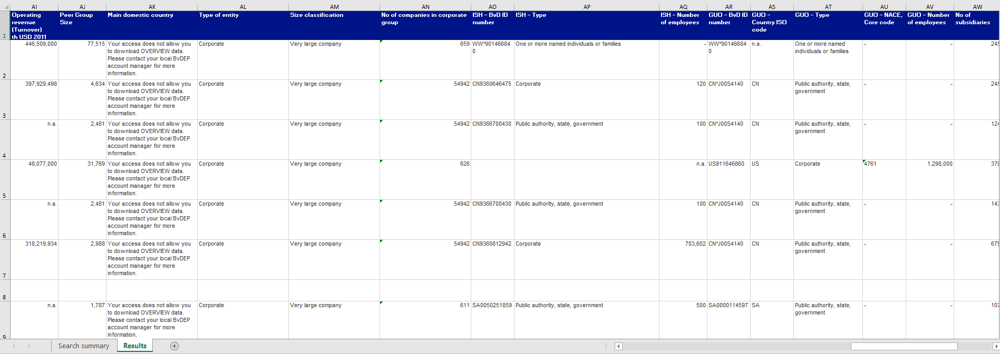 AI AJ AK AL AM AN AO AP AQ AR AS AT AU AV AW
1 Operating revenue (Turnover) th USD 2011 Peer Group Size Main domestic country Type of entity Size classification No of companies in corporate group ISH - BvD ID number ISH - Type ISH - Number of employees GUO - BvD ID number GUO - Country ISO code GUO - Type GUO - NACE, Core code GUO - Number of employees No of subsidiaries
2 446,509,000 77,515 Your access does not allow you to download OVERVIEW data. Please contact your local BvDEP account manager for more information. Corporate Very large company 659 WW*901466840 One or more named individuals or families - WW*901466840 n.a. One or more named individuals or families - - 245
3 397,929,498 4,634 Your access does not allow you to download OVERVIEW data. Please contact your local BvDEP account manager for more information. Corporate Very large company 54942 CN9360646475 Corporate 120 CN*J00S4140 CN Public authority, state, government - - 245
4 n.a. 2,481 Your access does not allow you to download OVERVIEW data. Please contact your local BvDEP account manager for more information. Corporate Very large company 54942 CN9366700430 Public authority, state, government 100 CN*J00S4140 CN Public authority, state, government - - 124
5 48,077,000 31,769 Your access does not allow you to download OVERVIEW data. Please contact your local BvDEP account manager for more information. Corporate Very large company 626 n.a. US911646860 US Corporate 4761 1,298,000 378
6 n.a. 2,481 Your access does not allow you to download OVERVIEW data. Please contact your local BvDEP account manager for more information. Corporate Very large company 54942 CN9366700430 Public authority, state, government 100 CN*J00S4140 CN Public authority, state, government - - 143
7 318,219,934 2,988 Your access does not allow you to download OVERVIEW data. Please contact your local BvDEP account manager for more information. Corporate Very large company 54942 CN9360812942 Corporate 703,602 CN*J00S4140 CN Public authority, state, government - - 679
8
9 n.a. 1,787 Your access does not allow you to download OVERVIEW data. Please contact your local BvDEP account manager for more information. Corporate Very large company 611 SA0050251859 Public authority, state, government 500 SA0000114597 SA Public authority, state, government - - 107
Search summary Results